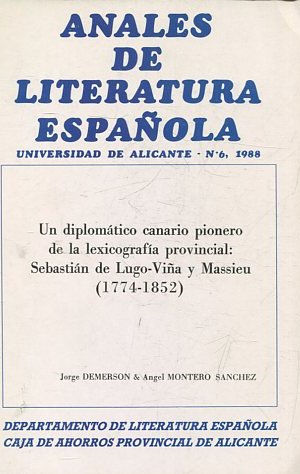 ANALES
DE
LITERATURA
ESPAÑOLA
UNIVERSIDAD DE ALICANTE - N.º 6, 1988
Un diplomático canario pionero
de la lexicografía provincial:
Sebastián de Lugo-Viña y Massieu
(1774-1852)
Jorge DEMERSON & Angel MONTERO SANCHEZ
DEPARTAMENTO DE LITERATURA ESPAÑOLA
CAJA DE AHORROS PROVINCIAL DE ALICANTE